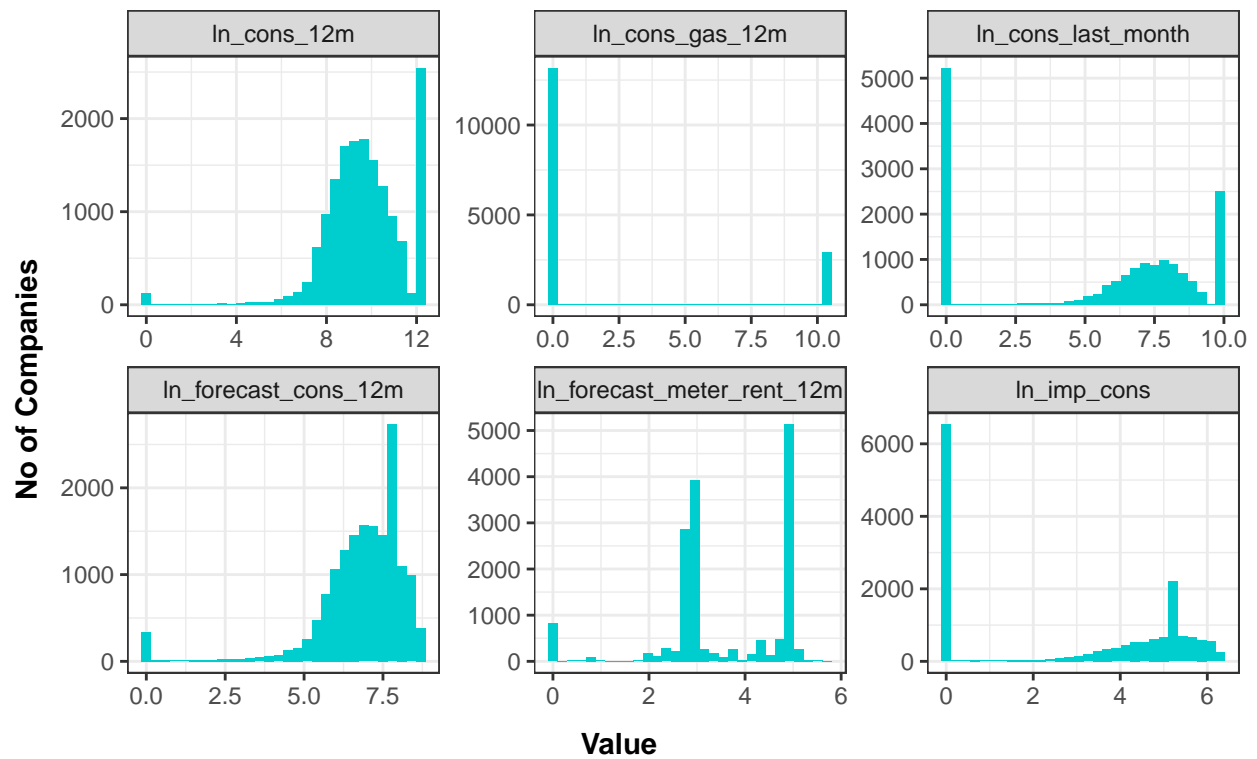 ln_cons_12m
ln_cons_gas_12m
ln_cons_last_month
2000
1000
0
0 4 8 12
10000
5000
0
0.0 2.5 5.0 7.5 10.0
5000
4000
3000
2000
1000
0
0.0 2.5 5.0 7.5 10.0
ln_forecast_cons_12m
ln_forecast_meter_rent_12m
ln_imp_cons
2000
1000
0
0.0 2.5 5.0 7.5
5000
4000
3000
2000
1000
0
0 2 4 6
6000
4000
2000
0
0 2 4 6
No of Companies
Value